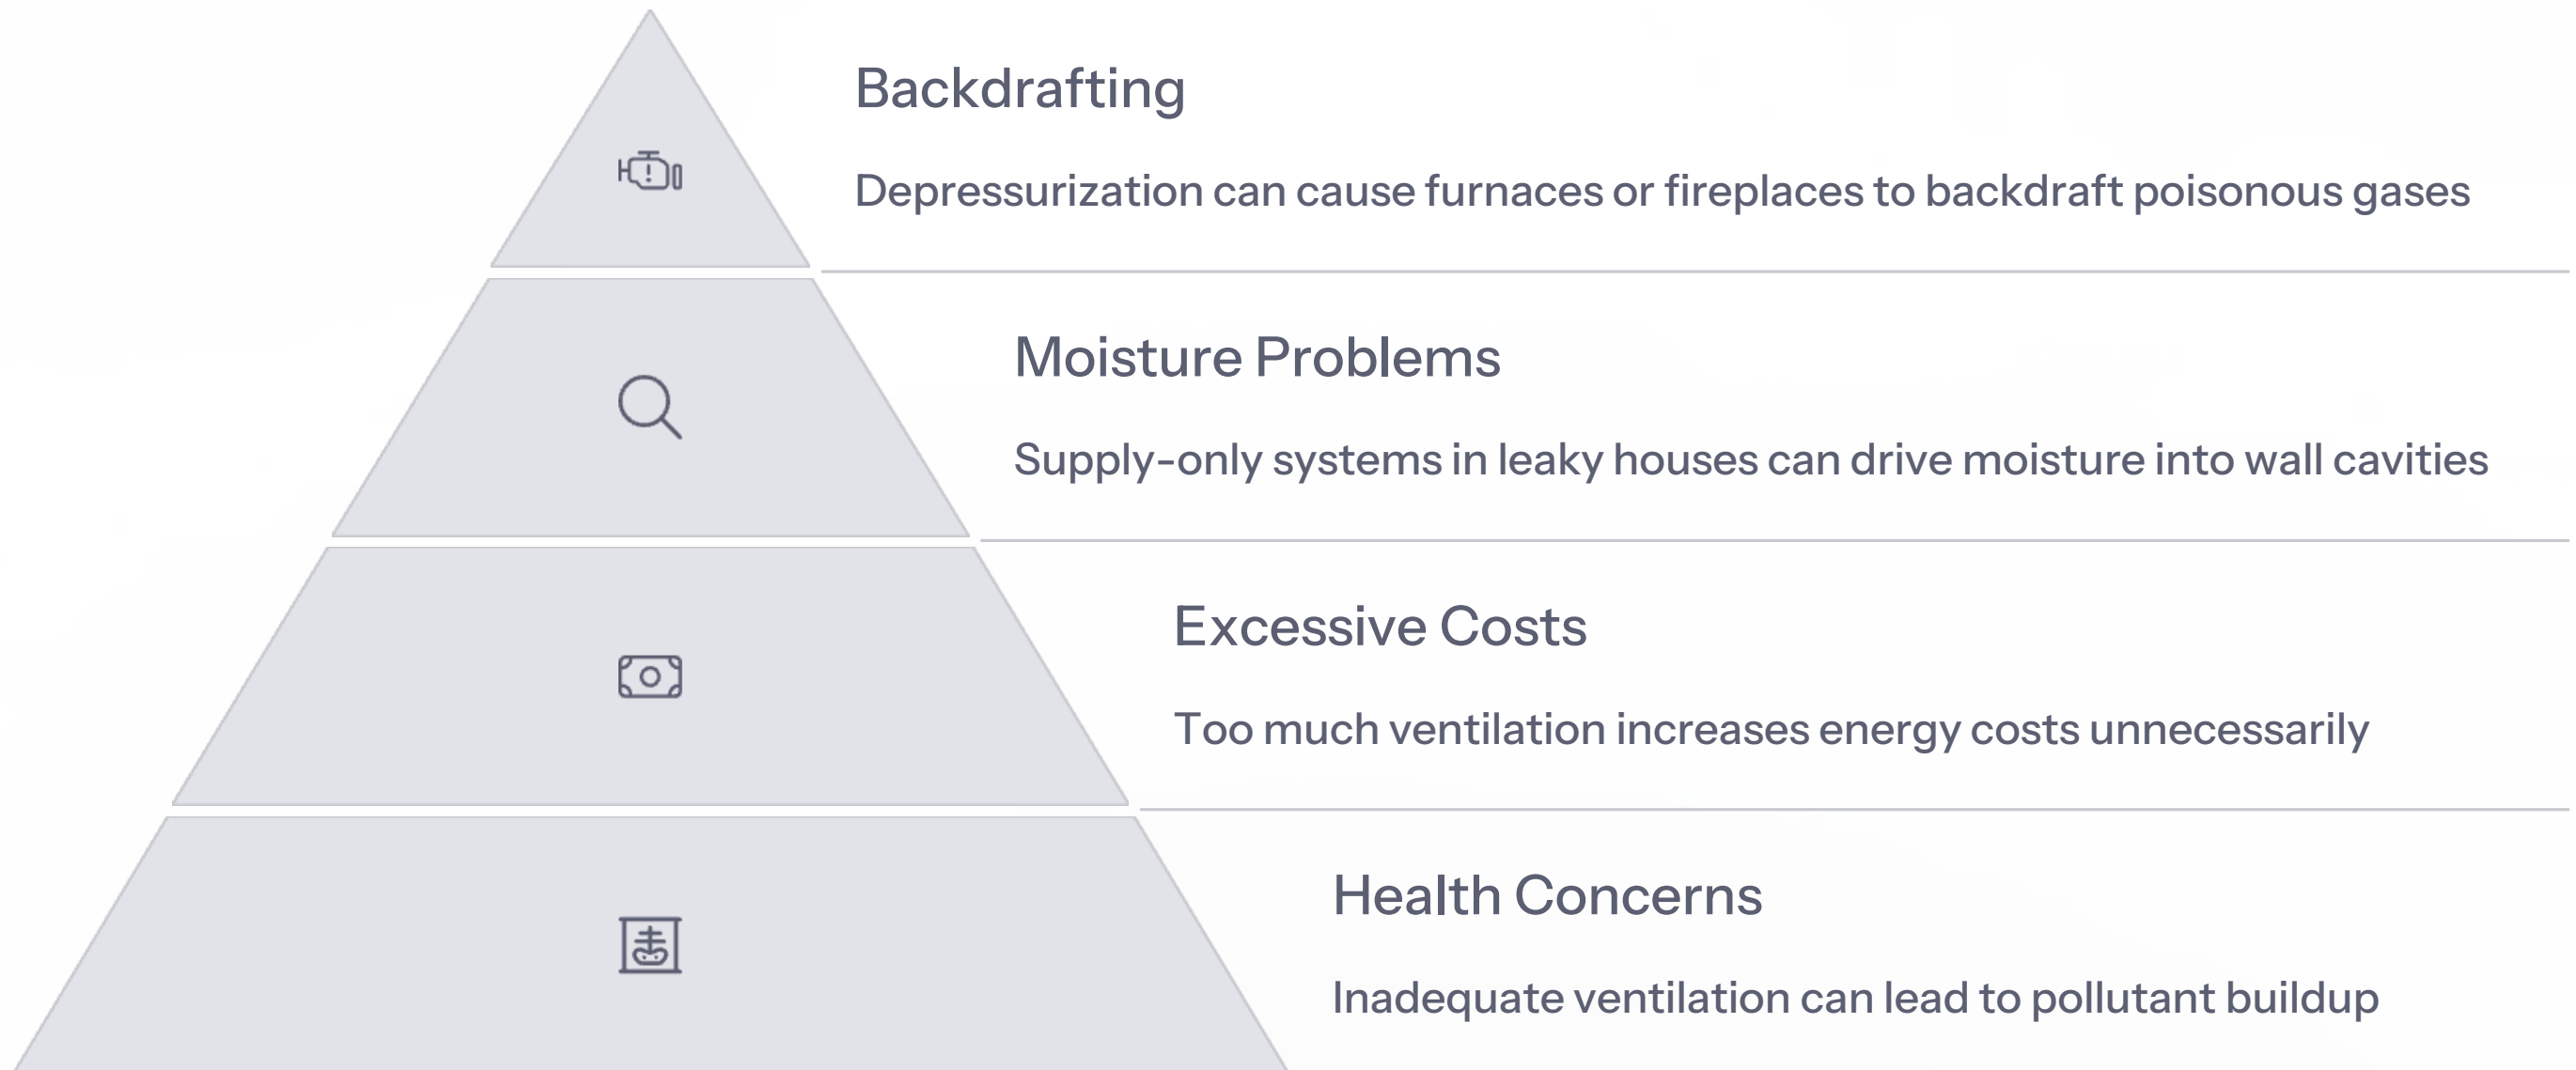 Backdrafting
Depressurization can cause furnaces or fireplaces to backdraft poisonous gases
Moisture Problems
Supply-only systems in leaky houses can drive moisture into wall cavities
Excessive Costs
Too much ventilation increases energy costs unnecessarily
Health Concerns
Inadequate ventilation can lead to pollutant buildup